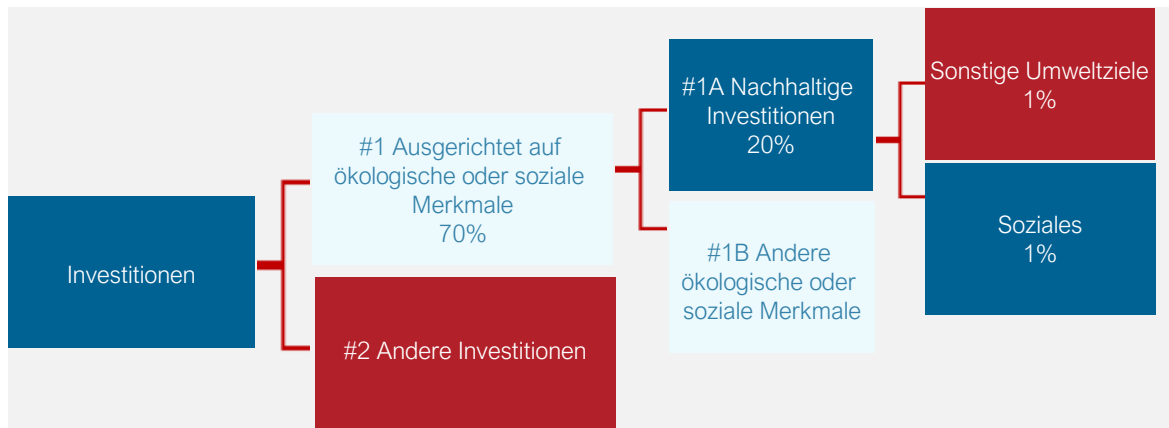 Investitionen
#1 Ausgerichtet auf
ökologische oder soziale
Merkmale
70%
#2 Andere Investitionen
#1A Nachhaltige
Investitionen
20%
#1B Andere
ökologische oder
soziale Merkmale
Sonstige Umweltziele
1%
Soziales
1%